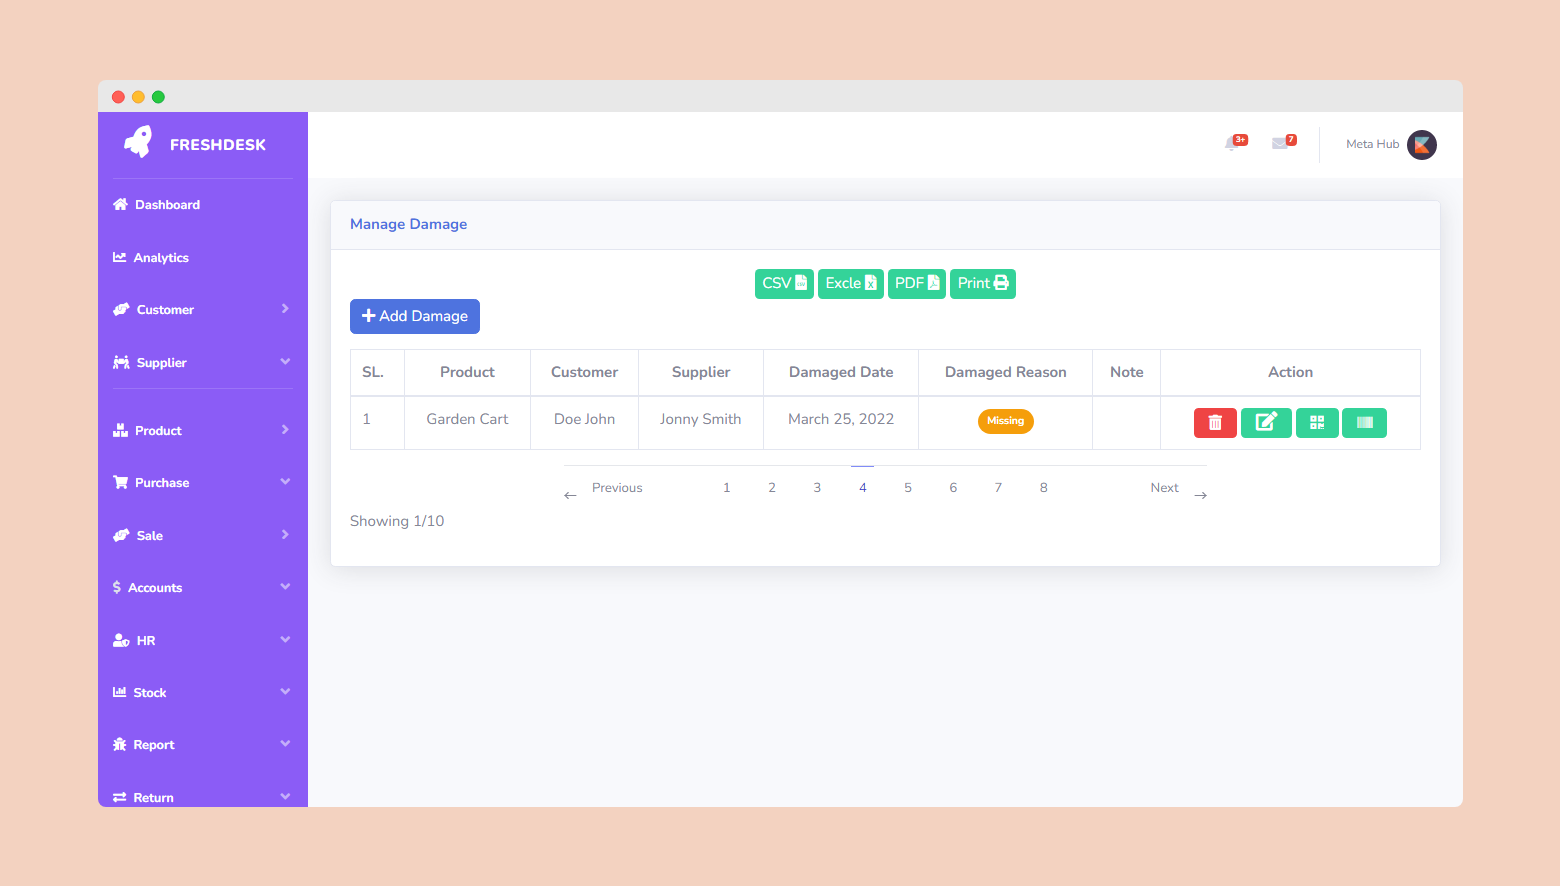 FRESHDESK
3+
7
Meta Hub
Dashboard
Analytics
Customer
Supplier
Product
Purchase
Sale
Accounts
HR
Stock
Report
Return
Manage Damage
CSV Excle PDF Print
Add Damage
SL. Product Customer Supplier Damaged Date Damaged Reason Note Action
1 Garden Cart Doe John Jonny Smith March 25, 2022 Missing
Previous 1 2 3 4 5 6 7 8 Next
Showing 1/10